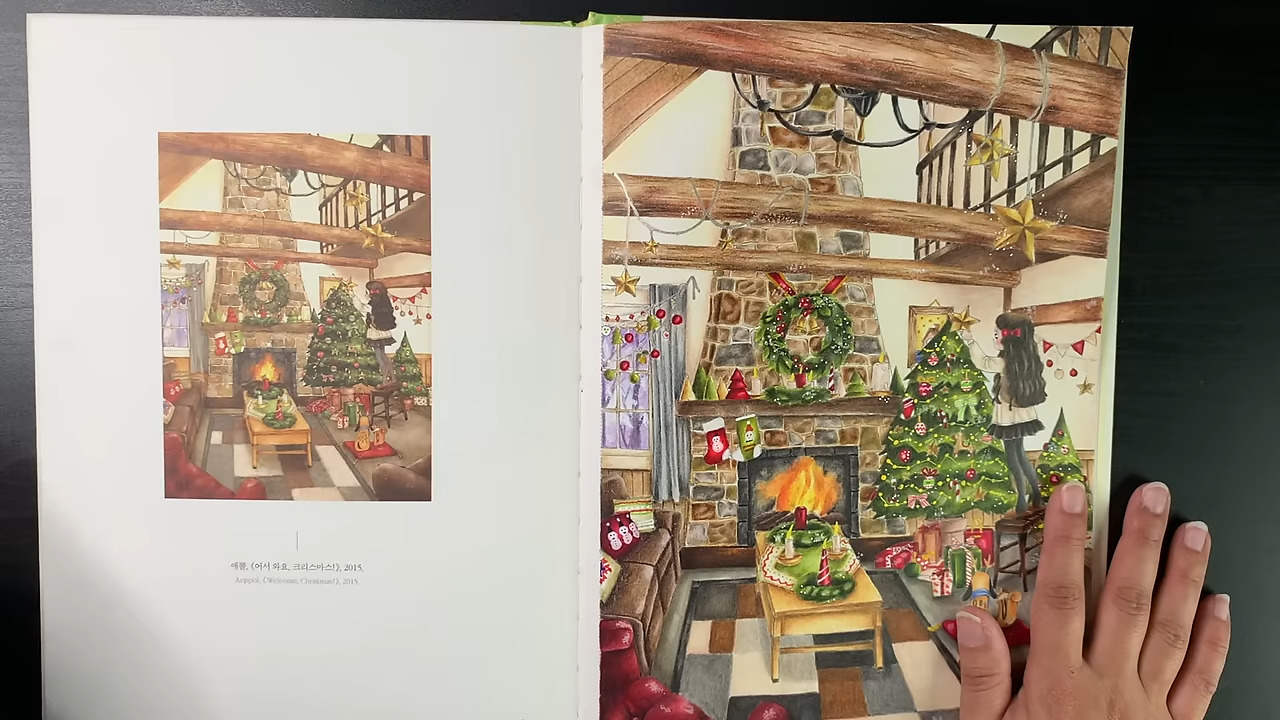 애뽈, 《어서 와요, 크리스마스!》, 2015.
Aeppol, 《Welcome, Christmas!》, 2015.